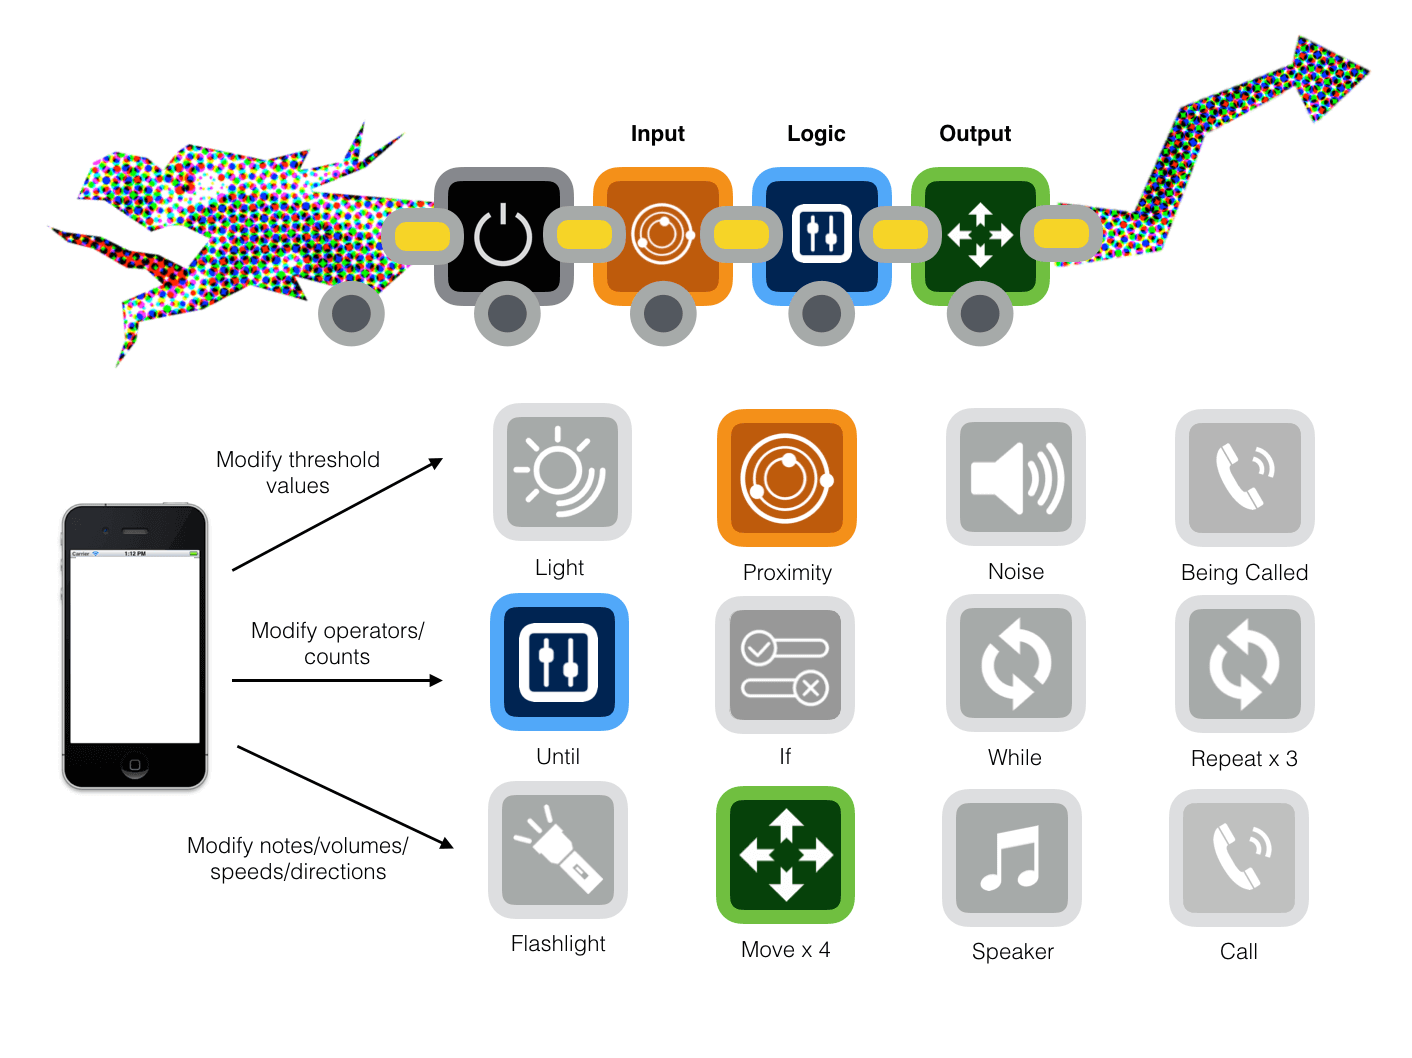 Input
Logic
Output
Modify threshold
values
Carrier
1:12 PM
Light
Proximity
Noise
Being Called
Modify operators/
counts
Until
If
While
Repeat x 3
Modify notes/volumes/
speeds/directions
Flashlight
Move x 4
Speaker
Call